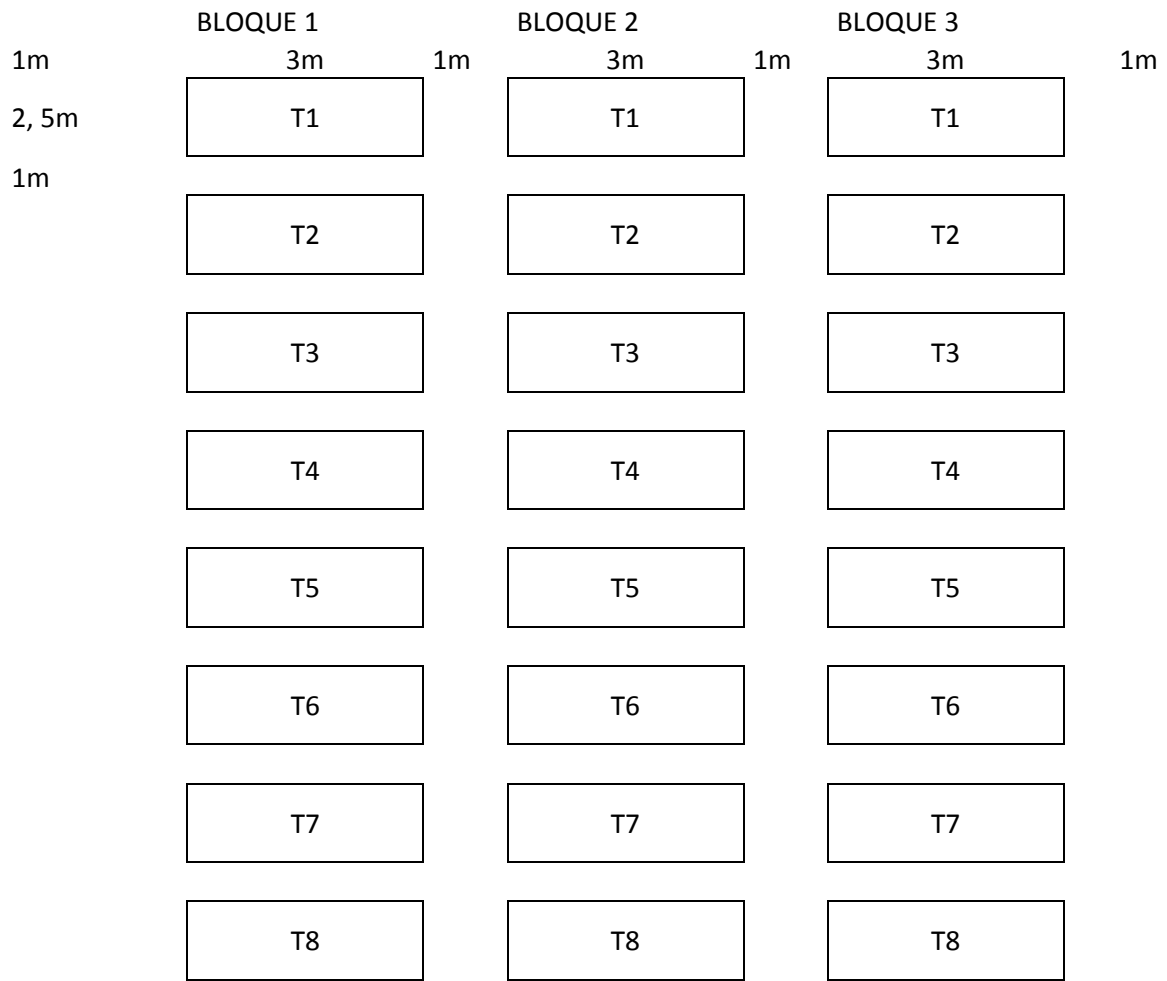 BLOQUE 1 BLOQUE 2 BLOQUE 3
1m 3m 1m 3m 1m 3m 1m
2, 5m T1 T1 T1
1m
T2 T2 T2
T3 T3 T3
T4 T4 T4
T5 T5 T5
T6 T6 T6
T7 T7 T7
T8 T8 T8